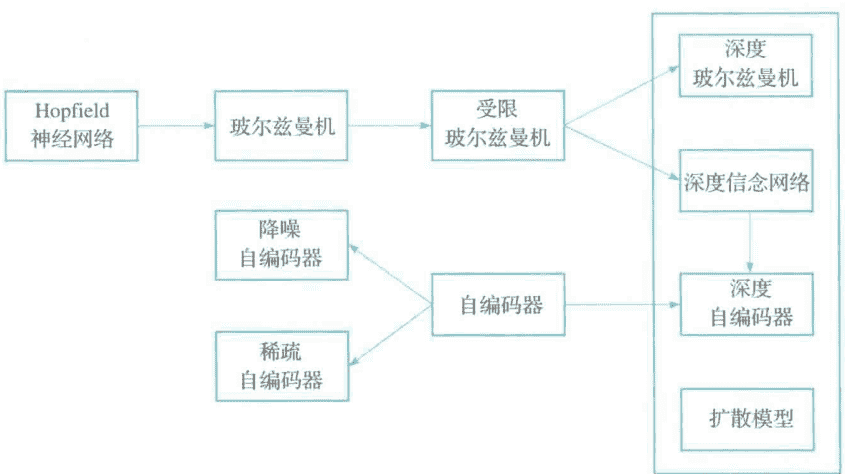 深度
玻尔兹曼机
Hopfield
神经网络
玻尔兹曼机
受限
玻尔兹曼机
深度信念网络
降噪
自编码器
自编码器
深度
自编码器
稀疏
自编码器
扩散模型